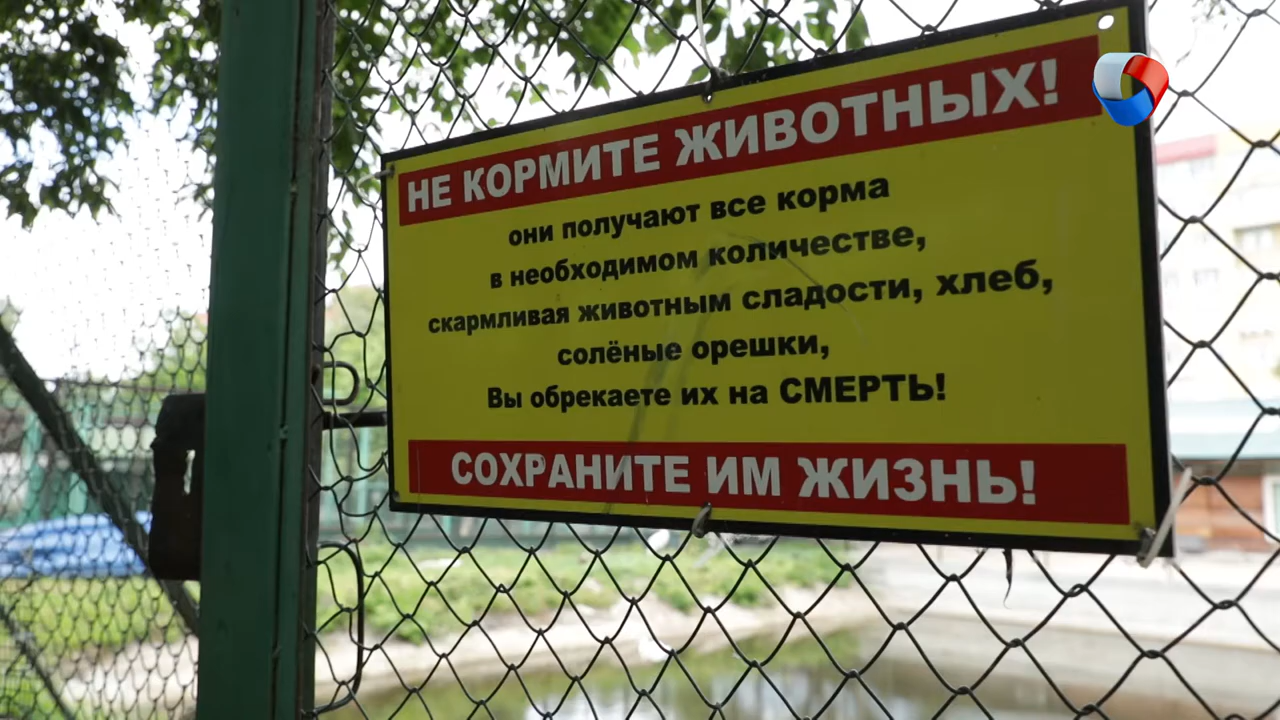 НЕ КОРМИТЕ ЖИВОТНЫХ!
они получают все корма
в необходимом количестве,
скармливая животным сладости, хлеб,
солёные орешки,
Вы обрекаете их на СМЕРТЬ!
СОХРАНИТЕ ИМ ЖИЗНЬ!